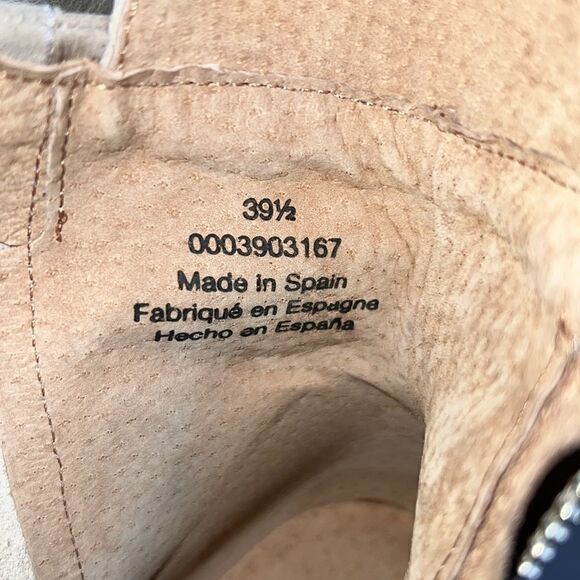 39½
0003903167
Made in Spain
Fabriqué en Espagne
Hecho en España